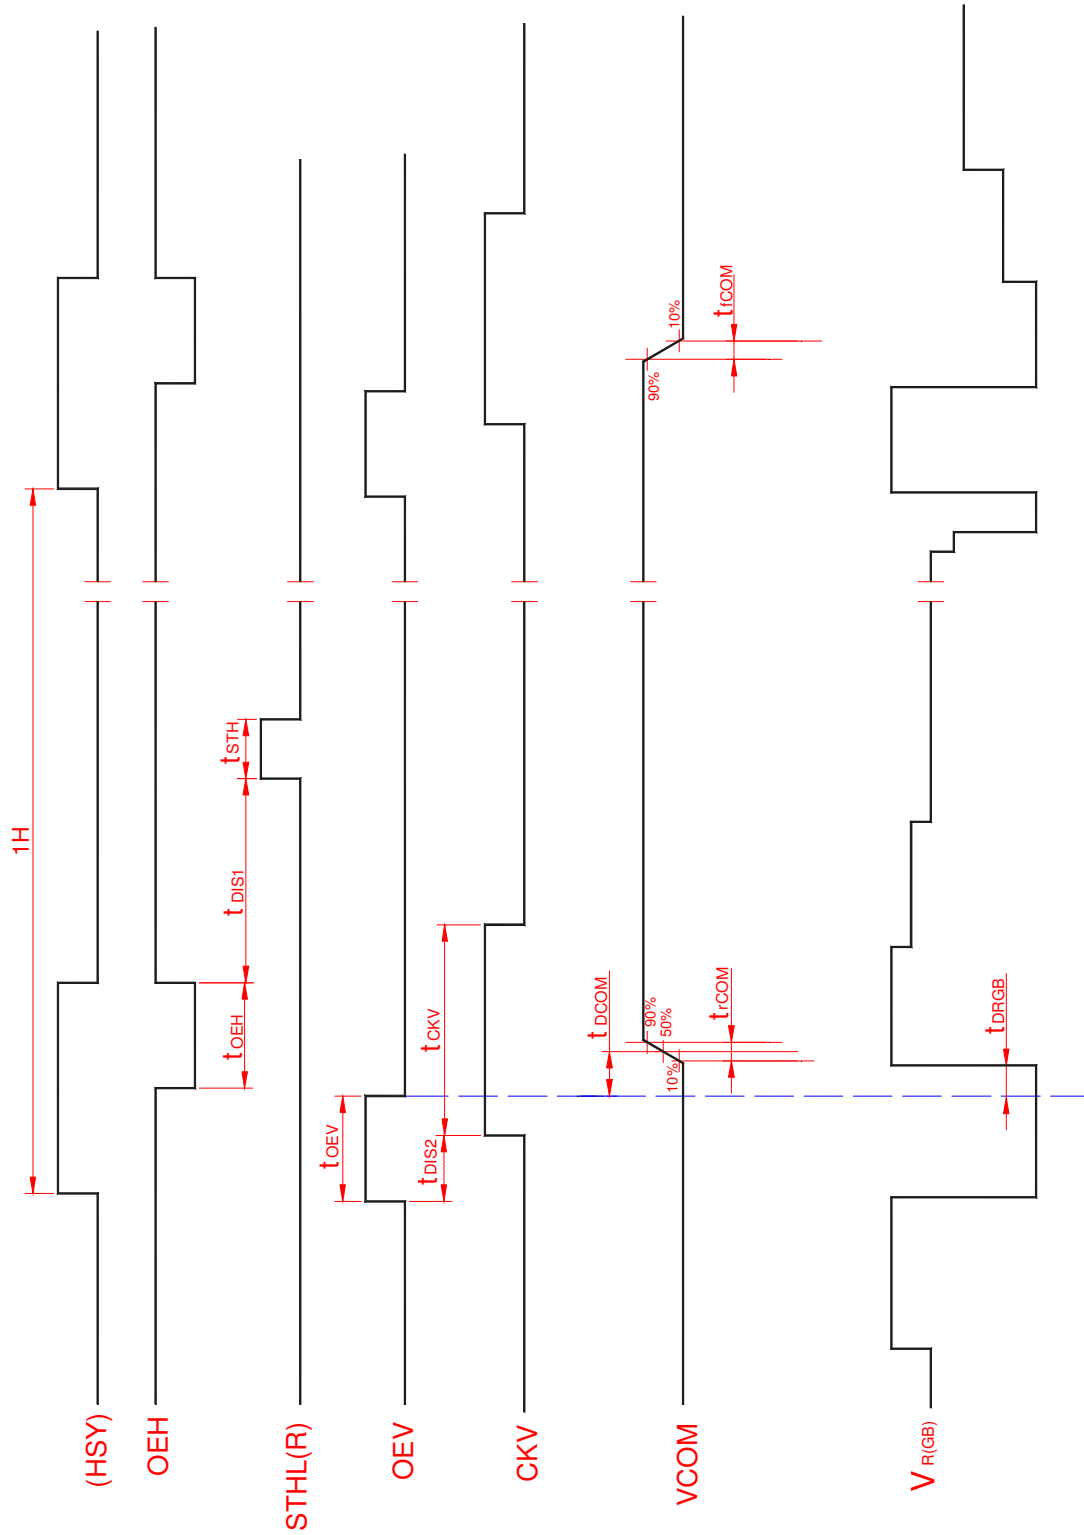 1H
(HSY)
OEH
tOEH
tDIS1
tSTH
STHL(R)
tOEV
OEV
tDIS2
tCKV
CKV
tDCOM
10%
50%
90%
trCOM
90%
10%
tfCOM
VCOM
tDRGB
VR(GB)